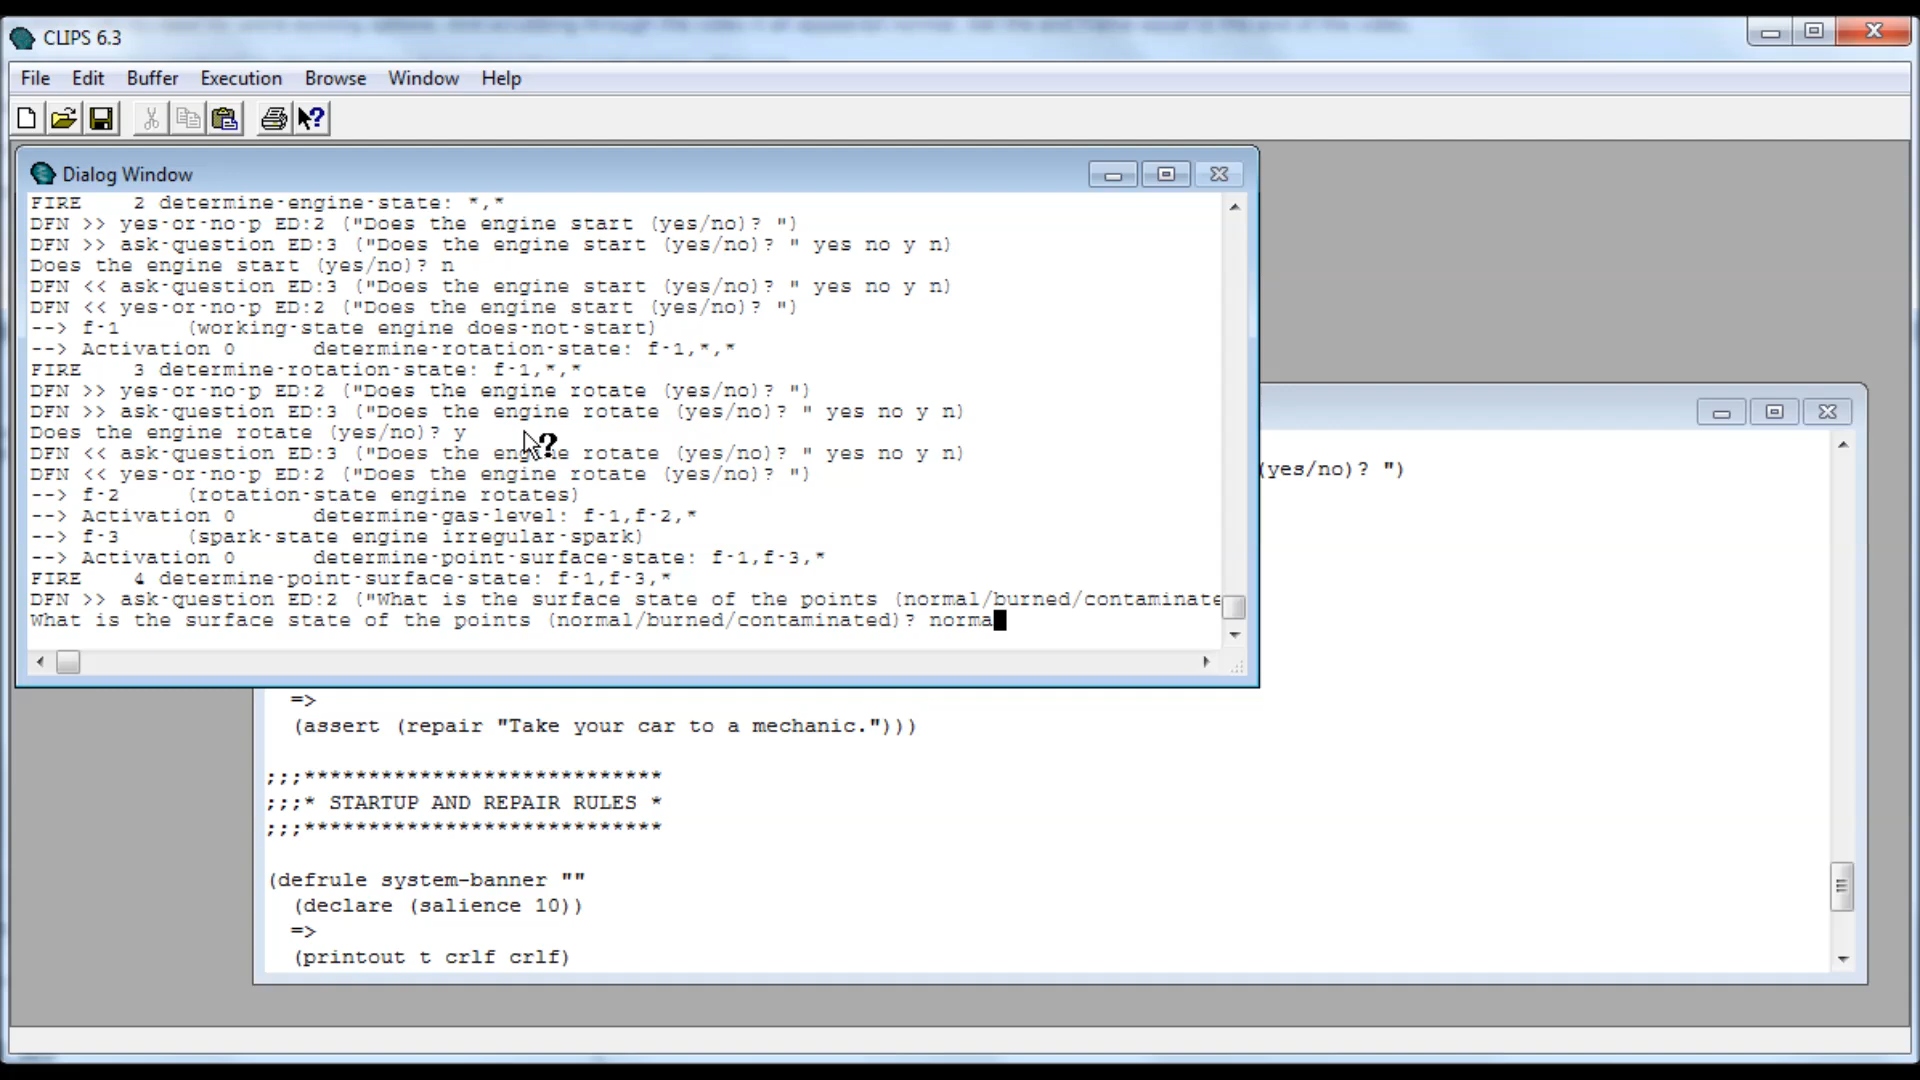 CLIPS 6.3
File Edit Buffer Execution Browse Window Help
Dialog Window
FIRE    2 determine-engine-state: *,*
DFN >> yes-or-no-p ED:2 ("Does the engine start (yes/no)? ")
DFN >> ask-question ED:3 ("Does the engine start (yes/no)? " yes no y n)
Does the engine start (yes/no)? n
DFN << ask-question ED:3 ("Does the engine start (yes/no)? " yes no y n)
DFN << yes-or-no-p ED:2 ("Does the engine start (yes/no)? ")
--> f-1     (working-state engine does-not-start)
--> Activation 0      determine-rotation-state: f-1,*,*
FIRE    3 determine-rotation-state: f-1,*,*
DFN >> yes-or-no-p ED:2 ("Does the engine rotate (yes/no)? ")
DFN >> ask-question ED:3 ("Does the engine rotate (yes/no)? " yes no y n)
Does the engine rotate (yes/no)? y
DFN << ask-question ED:3 ("Does the engine rotate (yes/no)? " yes no y n)
DFN << yes-or-no-p ED:2 ("Does the engine rotate (yes/no)? ")
--> f-2     (rotation-state engine rotates)
--> Activation 0      determine-gas-level: f-1,f-2,*
--> f-3     (spark-state engine irregular-spark)
--> Activation 0      determine-point-surface-state: f-1,f-3,*
FIRE    4 determine-point-surface-state: f-1,f-3,*
DFN >> ask-question ED:2 ("What is the surface state of the points (normal/burned/contaminate
What is the surface state of the points (normal/burned/contaminated)? norma
(yes/no)? ")
=>
(assert (repair "Take your car to a mechanic.")))
;;;****************************
;;;* STARTUP AND REPAIR RULES *
;;;****************************
(defrule system-banner ""
(declare (salience 10))
=>
(printout t crlf crlf)